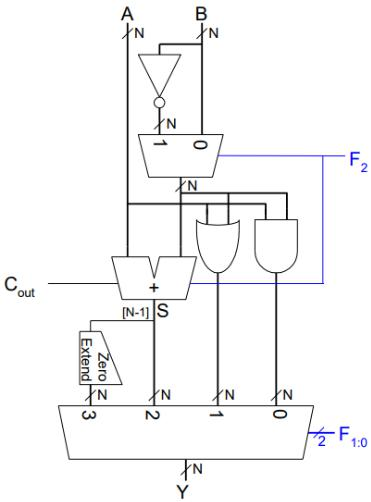 A B
N N
N
1 0
F2
N
Cout
+
[N-1] S
Zero
Extend
N N N N
3 2 1 0
2 F1:0
N
Y